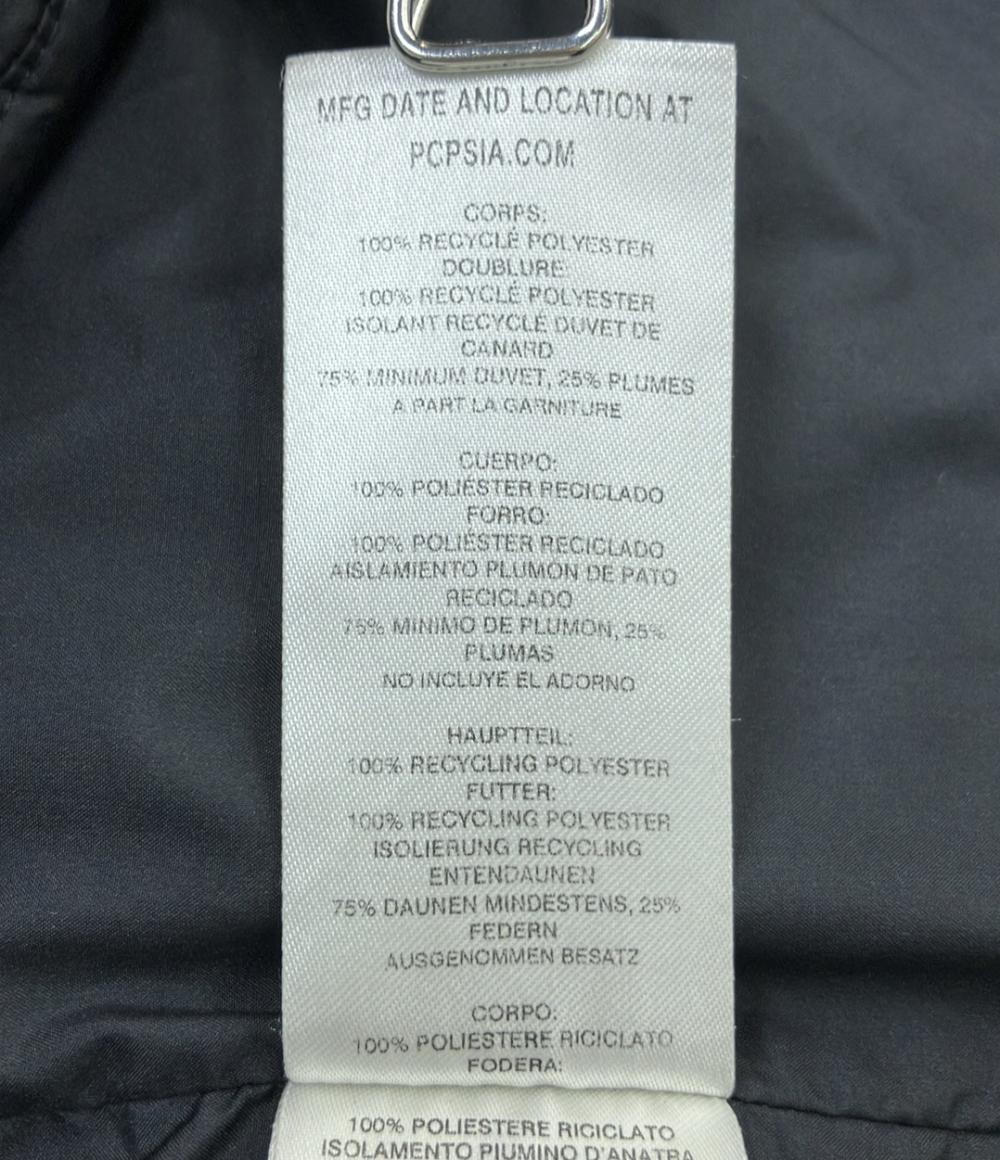 MFG DATE AND LOCATION AT
PCPSIA.COM
CORPS:
100% RECYCLÉ POLYESTER
DOUBLURE:
100% RECYCLÉ POLYESTER
ISOLANT RECYCLÉ DUVET DE
CANARD
75% MINIMUM DUVET, 25% PLUMES
A PART LA GARNITURE
CUERPO:
100% POLIÉSTER RECICLADO
FORRO:
100% POLIÉSTER RECICLADO
AISLAMIENTO PLUMON DE PATO
RECICLADO
75% MINIMO DE PLUMON, 25%
PLUMAS
NO INCLUYE EL ADORNO
HAUPTTEIL:
100% RECYCLING POLYESTER
FUTTER:
100% RECYCLING POLYESTER
ISOLIERUNG RECYCLING
ENTENDAUNEN
75% DAUNEN MINDESTENS, 25%
FEDERN
AUSGENOMMEN BESATZ
CORPO:
100% POLIESTERE RICICLATO
FODERA:
100% POLIESTERE RICICLATO
ISOLAMENTO PIUMINO D'ANATRA